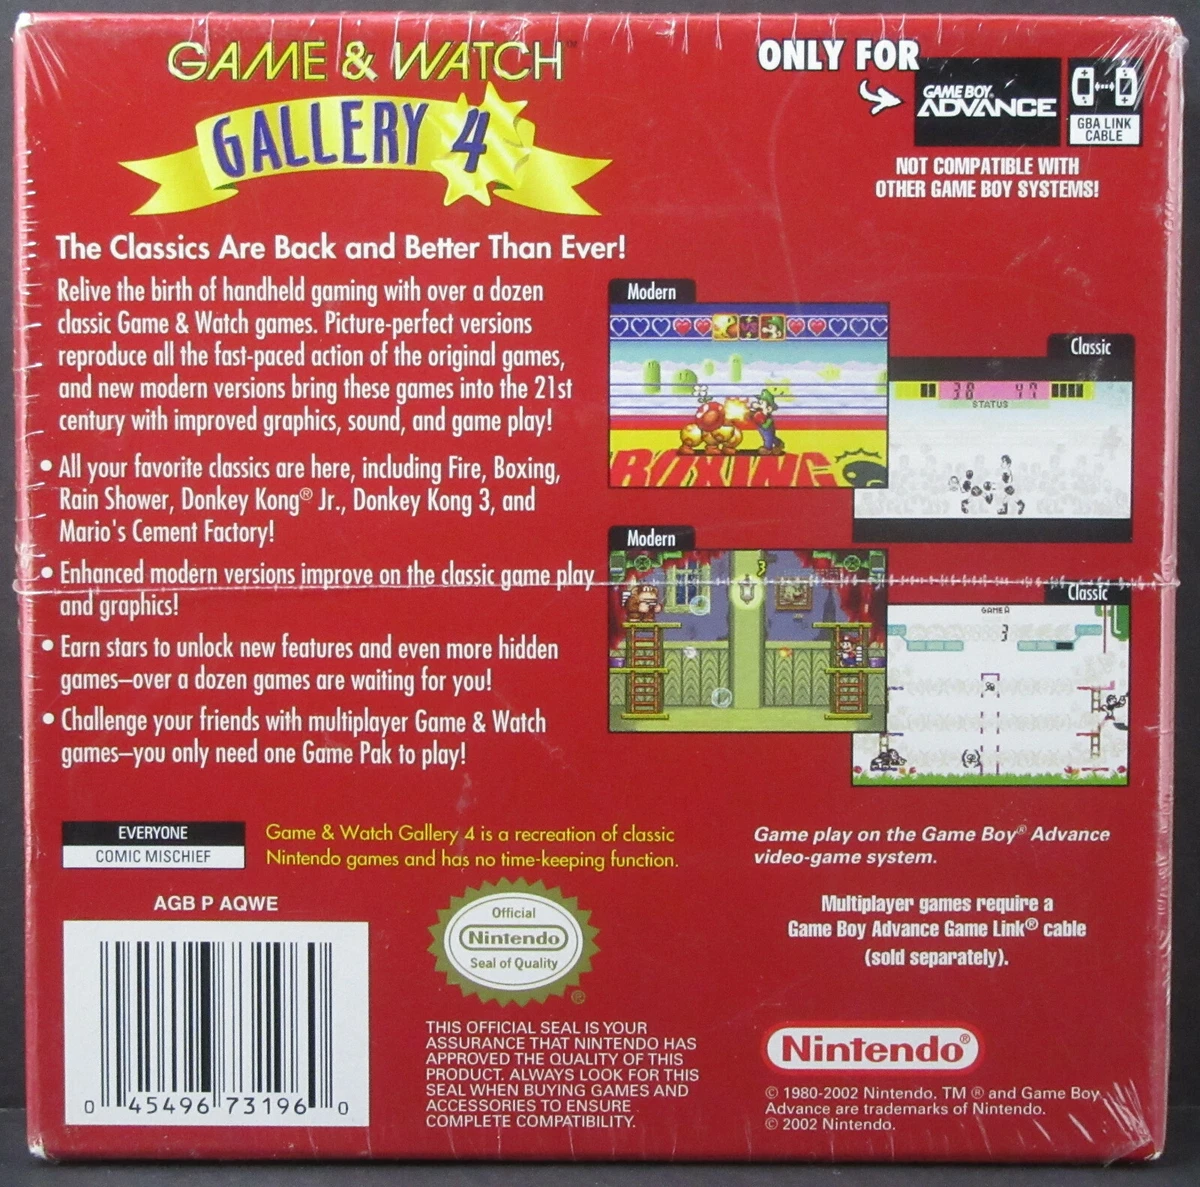 GAME & WATCH™
GALLERY 4
ONLY FOR
GAME BOY
ADVANCE
GBA LINK
CABLE
NOT COMPATIBLE WITH
OTHER GAME BOY SYSTEMS!
The Classics Are Back and Better Than Ever!
Relive the birth of handheld gaming with over a dozen
classic Game & Watch games. Picture-perfect versions
reproduce all the fast-paced action of the original games,
and new modern versions bring these games into the 21st
century with improved graphics, sound, and game play!
• All your favorite classics are here, including Fire, Boxing,
Rain Shower, Donkey Kong® Jr., Donkey Kong 3, and
Mario's Cement Factory!
• Enhanced modern versions improve on the classic game play
and graphics!
• Earn stars to unlock new features and even more hidden
games–over a dozen games are waiting for you!
• Challenge your friends with multiplayer Game & Watch
games–you only need one Game Pak to play!
Modern
VS
BOXING
Classic
38 47
STATUS
Modern
3
Classic
GAME A
3
EVERYONE
COMIC MISCHIEF
Game & Watch Gallery 4 is a recreation of classic
Nintendo games and has no time-keeping function.
Game play on the Game Boy® Advance
video-game system.
Multiplayer games require a
Game Boy Advance Game Link® cable
(sold separately).
AGB P AQWE
0 45496 73196 0
Official
Nintendo
Seal of Quality
®
THIS OFFICIAL SEAL IS YOUR
ASSURANCE THAT NINTENDO HAS
APPROVED THE QUALITY OF THIS
PRODUCT. ALWAYS LOOK FOR THIS
SEAL WHEN BUYING GAMES AND
ACCESSORIES TO ENSURE
COMPLETE COMPATIBILITY.
Nintendo®
© 1980-2002 Nintendo. TM ® and Game Boy
Advance are trademarks of Nintendo.
© 2002 Nintendo.